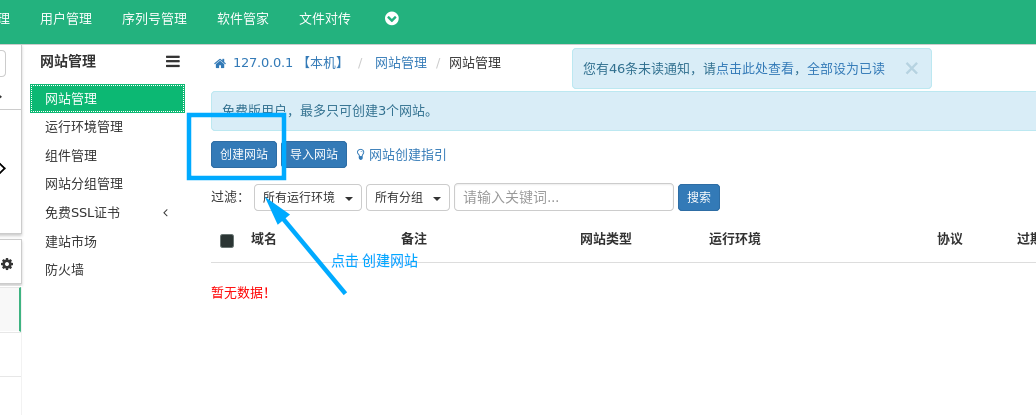 理 用户管理 序列号管理 软件管家 文件对传
网站管理
127.0.0.1 【本机】 / 网站管理 / 网站管理
您有46条未读通知，请点击此处查看，全部设为已读 ×
网站管理
运行环境管理
组件管理
网站分组管理
免费SSL证书
建站市场
防火墙
免费版用户，最多只可创建3个网站。
创建网站 导入网站 网站创建指引
过滤： 所有运行环境 所有分组 请输入关键词... 搜索
域名 备注 网站类型 运行环境 协议 过期
点击 创建网站
暂无数据!